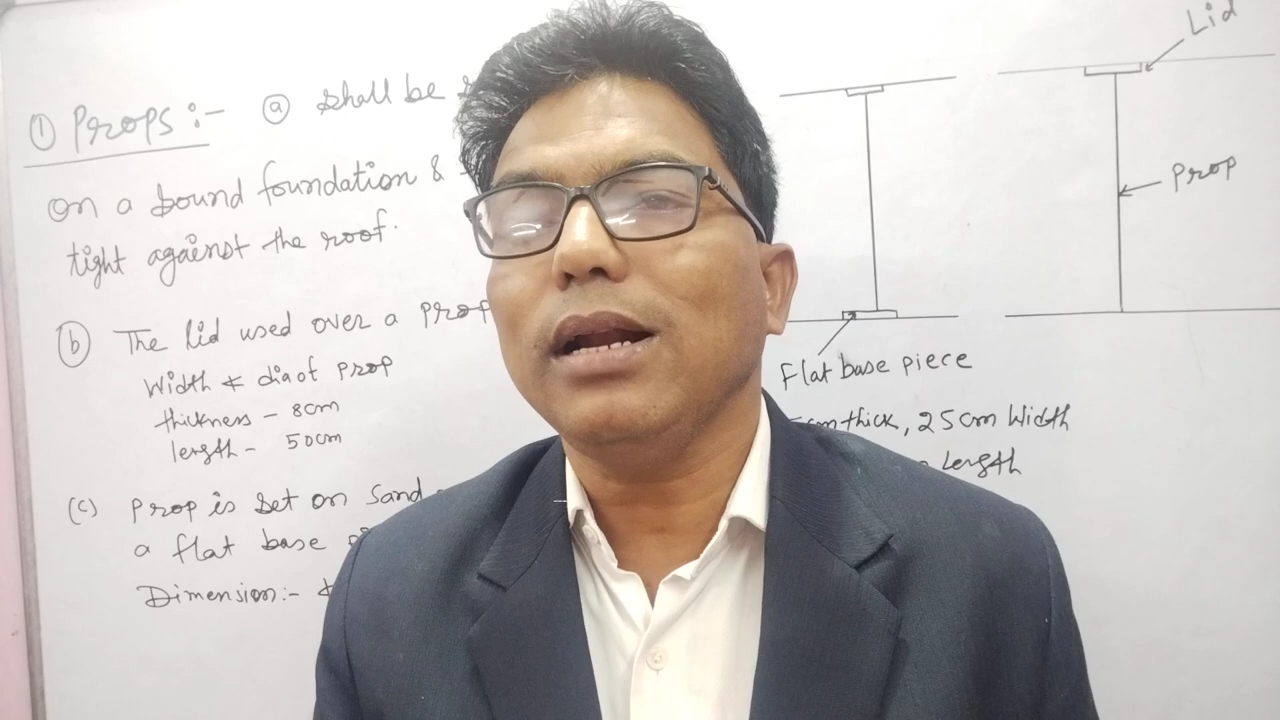 ① Props :- ⓐ shall be
on a sound foundation &
tight against the roof.
ⓑ The lid used over a prop
Width ⊀ dia of prop
thickness - 8cm
length - 50cm
(c) Prop is set on sand
a flat base
Dimension:-
Lid
Prop
Flat base piece
cm thick, 25cm Width
Length